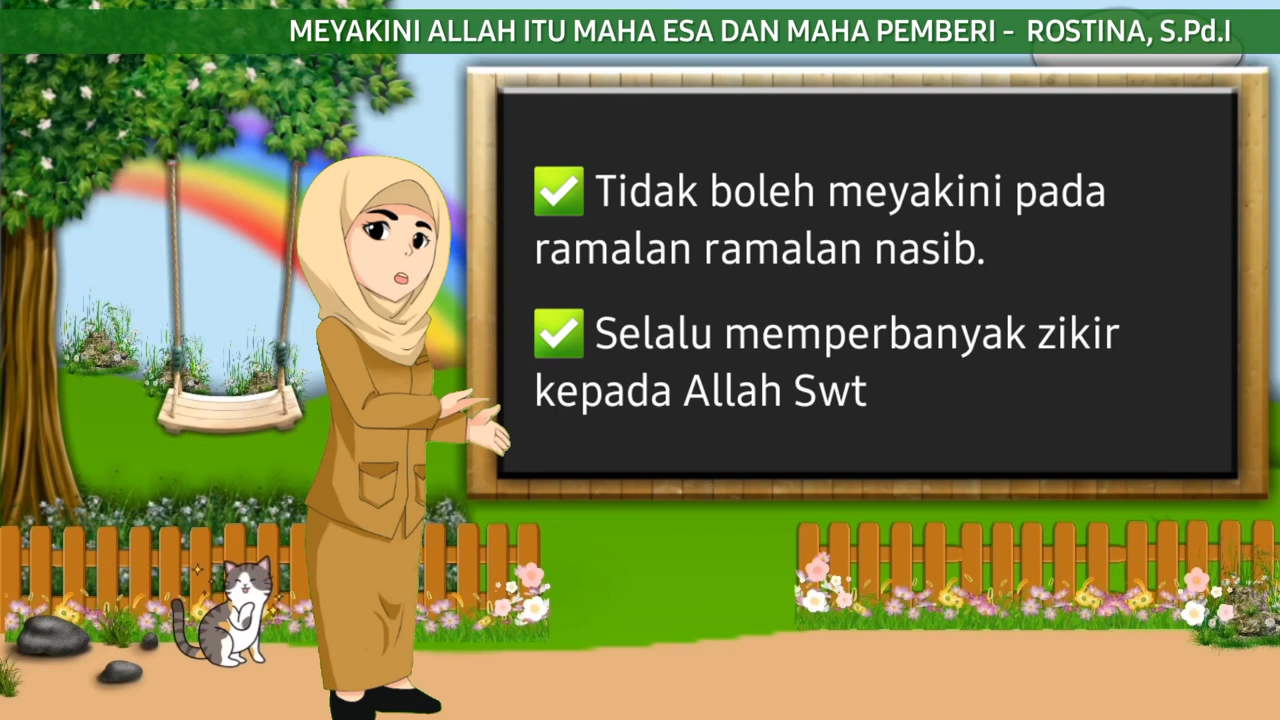 MEYAKINI ALLAH ITU MAHA ESA DAN MAHA PEMBERI - ROSTINA, S.Pd.I
✅ Tidak boleh meyakini pada
ramalan ramalan nasib.
✅ Selalu memperbanyak zikir
kepada Allah Swt